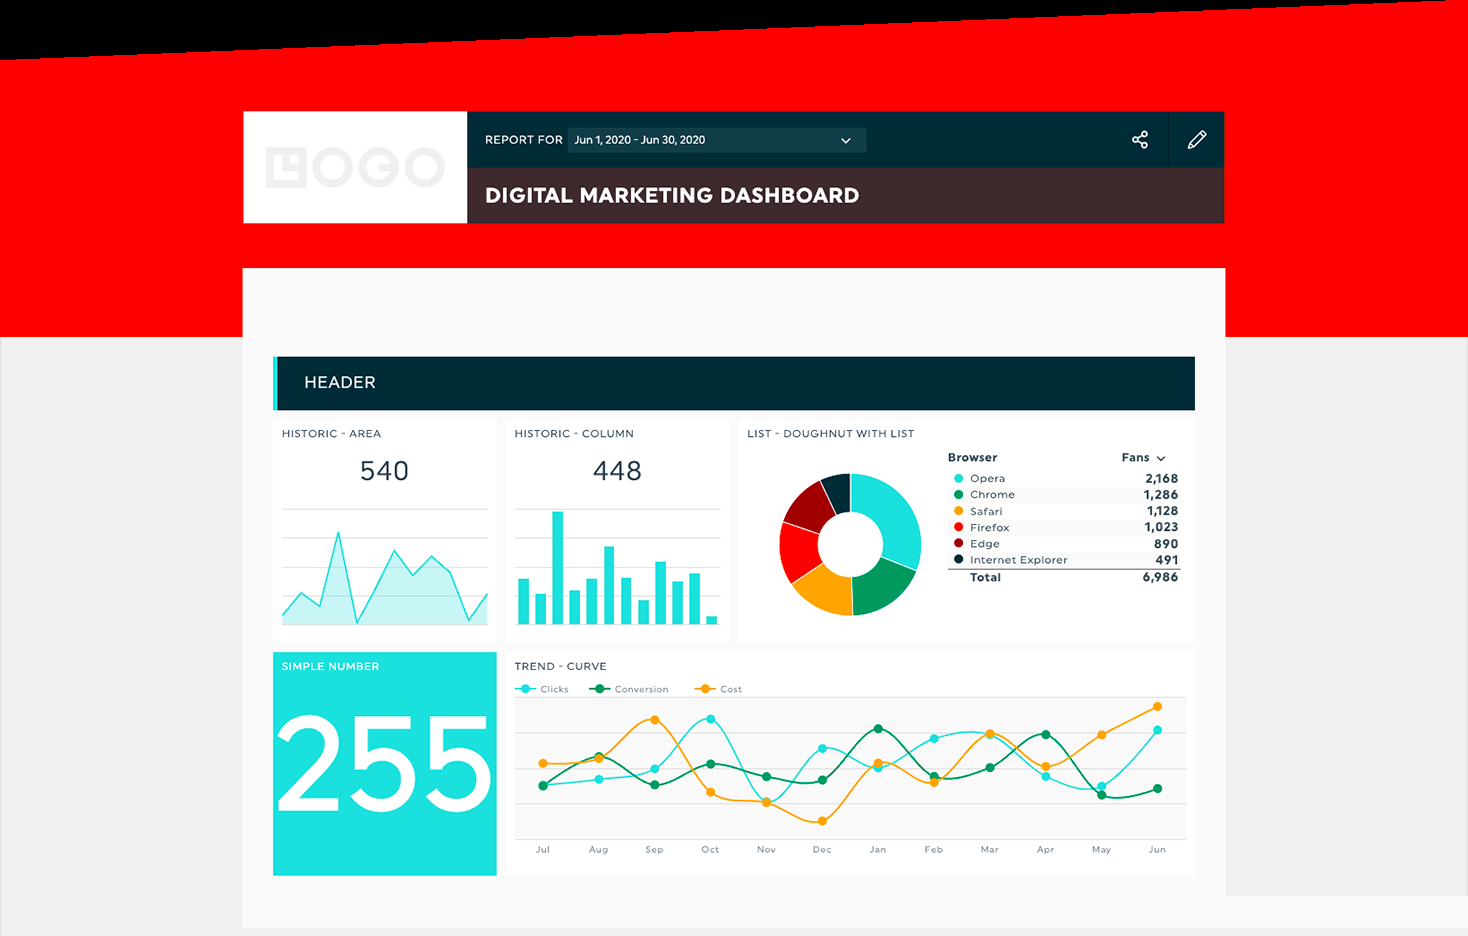 LOGO
REPORT FOR Jun 1, 2020 - Jun 30, 2020
DIGITAL MARKETING DASHBOARD
HEADER
HISTORIC - AREA
540
HISTORIC - COLUMN
448
LIST - DOUGHNUT WITH LIST
Browser Fans
Opera 2,168
Chrome 1,286
Safari 1,128
Firefox 1,023
Edge 890
Internet Explorer 491
Total 6,986
SIMPLE NUMBER
255
TREND - CURVE
Clicks Conversion Cost
Jul Aug Sep Oct Nov Dec Jan Feb Mar Apr May Jun